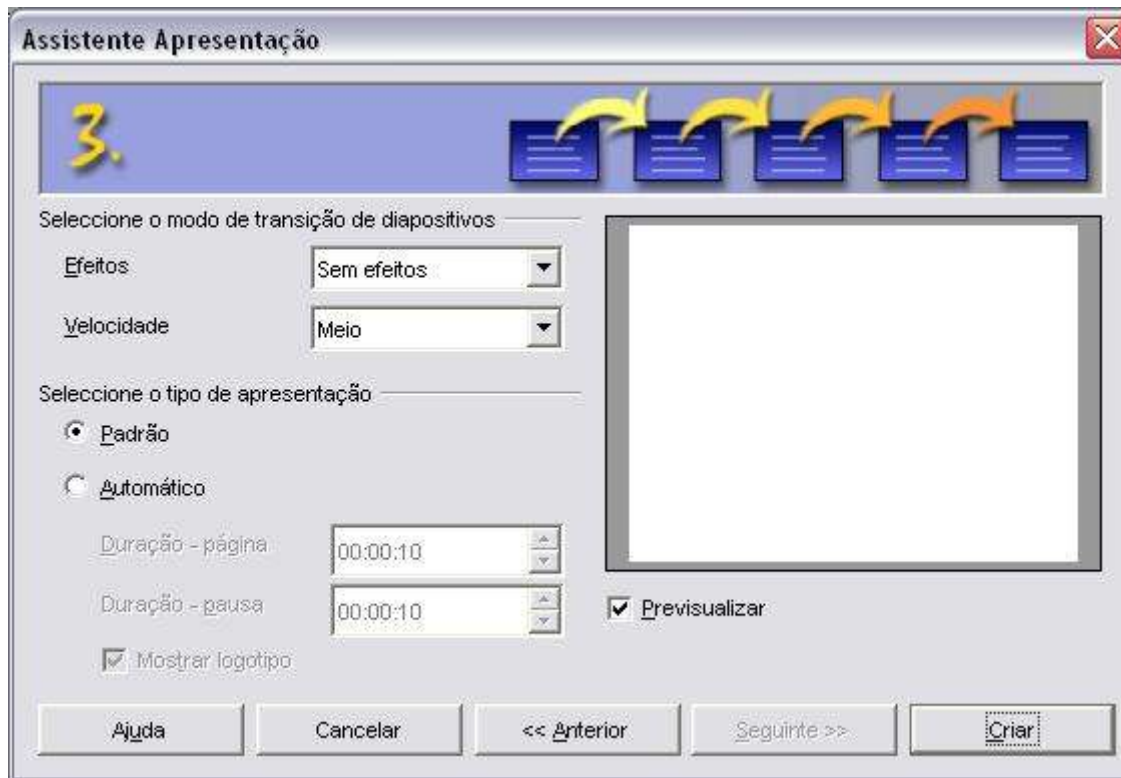 Assistente Apresentação
3.
Seleccione o modo de transição de diapositivos
Efeitos
Sem efeitos
Velocidade
Meio
Seleccione o tipo de apresentação
Padrão
Automático
Duração - página
00:00:10
Duração - pausa
00:00:10
Mostrar logotipo
Previsualizar
Ajuda
Cancelar
<< Anterior
Seguinte >>
Criar